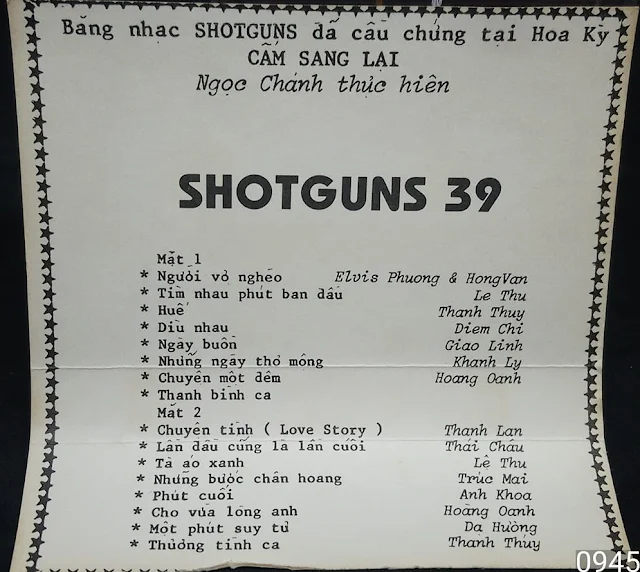 Băng nhạc SHOTGUNS đã cầu chứng tại Hoa Kỳ
CẤM SANG LẠI
Ngọc Chánh thực hiện
SHOTGUNS 39
Mặt 1
* Người vợ nghèo Elvis Phuong & HongVan
* Tìm nhau phút ban đầu Le Thu
* Huế Thanh Thuy
* Dìu nhau Diem Chi
* Ngày buồn Giao Linh
* Những ngày thơ mộng Khanh Ly
* Chuyện một đêm Hoang Oanh
* Thanh bình ca
Mặt 2
* Chuyện tình ( Love Story ) Thanh Lan
* Lần đầu cũng là lần cuối Thái Châu
* Tà áo xanh Lệ Thu
* Những bước chân hoang Trúc Mai
* Phút cuối Anh Khoa
* Cho vừa lòng anh Hoàng Oanh
* Một phút suy tư Dạ Hương
* Thương tình ca Thanh Thúy
0945